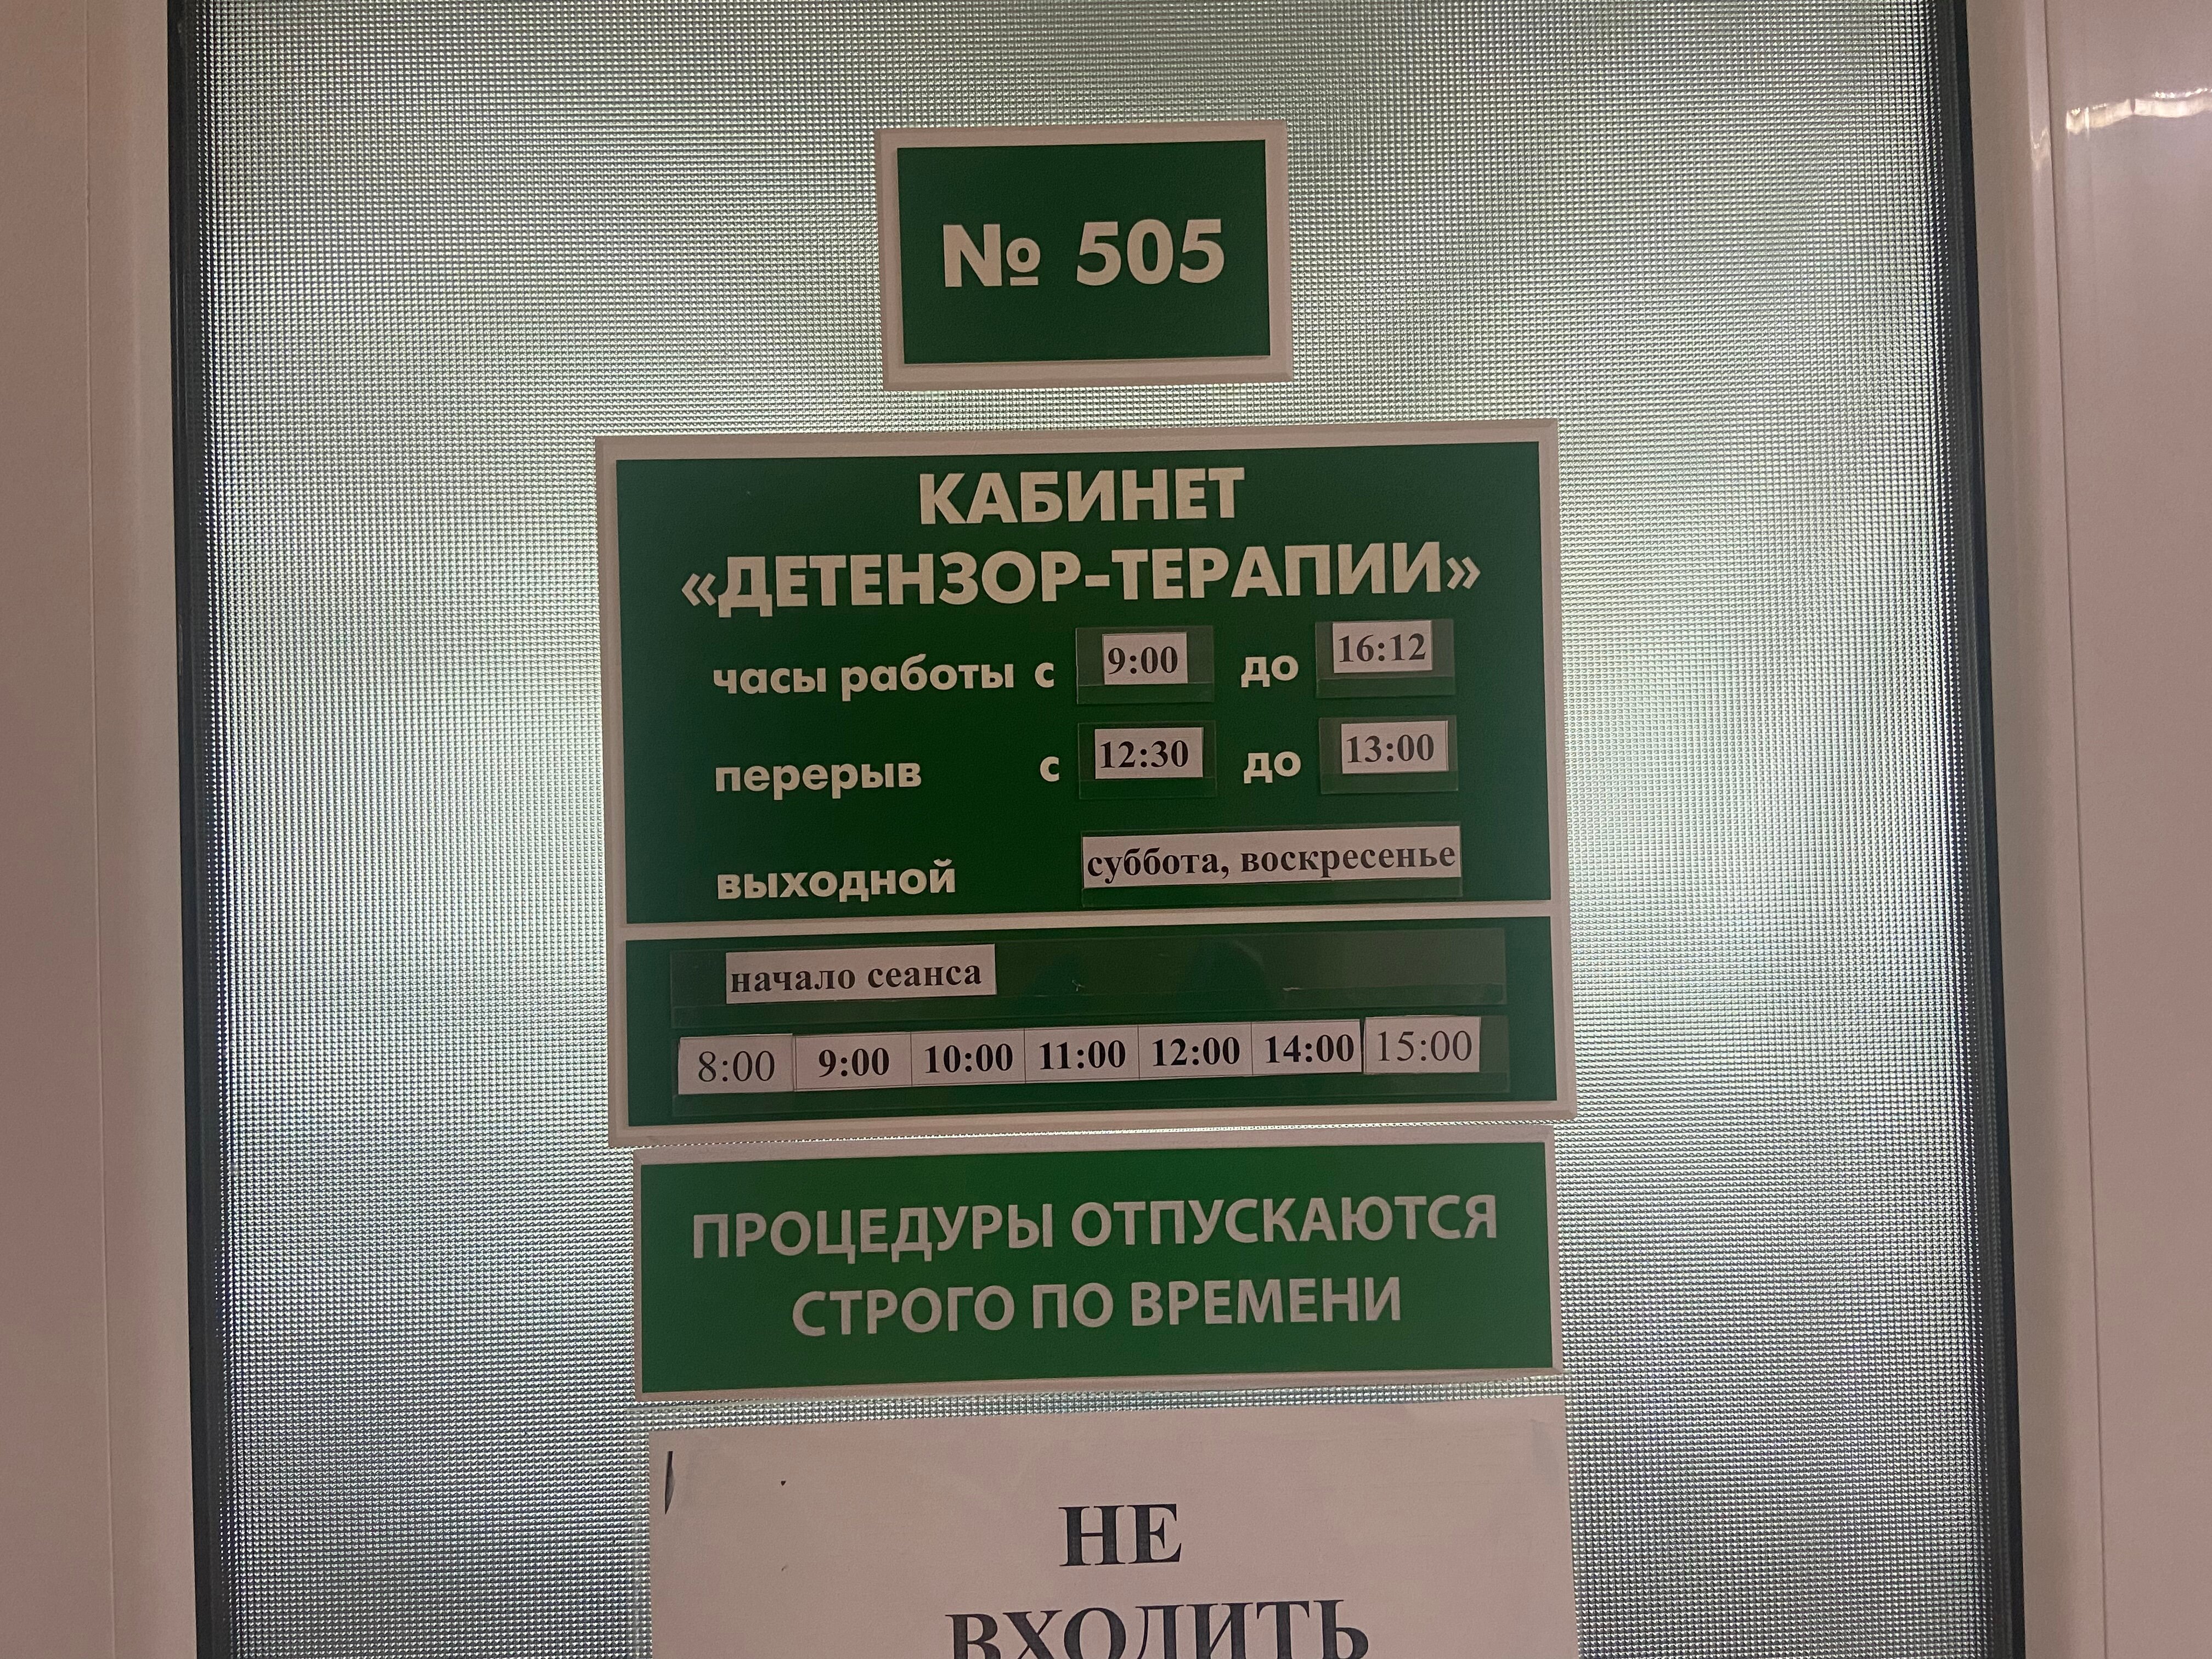 № 505
КАБИНЕТ
«ДЕТЕНЗОР-ТЕРАПИИ»
часы работы с 9:00 до 16:12
перерыв с 12:30 до 13:00
выходной суббота, воскресенье
начало сеанса
8:00 9:00 10:00 11:00 12:00 14:00 15:00
ПРОЦЕДУРЫ ОТПУСКАЮТСЯ
СТРОГО ПО ВРЕМЕНИ
НЕ
ВХОДИТЬ